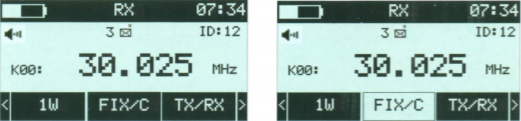 RX 07:34
3 ID:12
K00: 30.025 MHz
< 1W FIX/C TX/RX >
RX 07:34
3 ID:12
K00: 30.025 MHz
< 1W FIX/C TX/RX >